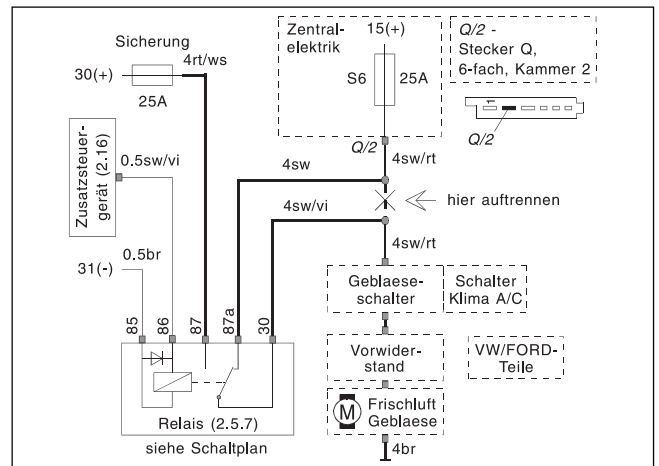 Sicherung
30(+)
4rt/ws
25A
Zentral-
elektrik
15(+)
S6
25A
Q/2
Q/2 -
Stecker Q,
6-fach, Kammer 2
1
Q/2
Zusatzsteuer-
gerät (2.16)
0.5sw/vi
4sw
4sw/rt
4sw/vi
hier auftrennen
4sw/rt
31(-)
0.5br
85
86
87
87a
30
Relais (2.5.7)
siehe Schaltplan
Geblaese-
schalter
Schalter
Klima A/C
Vorwider-
stand
VW/FORD-
Teile
M
Frischluft
Geblaese
4br